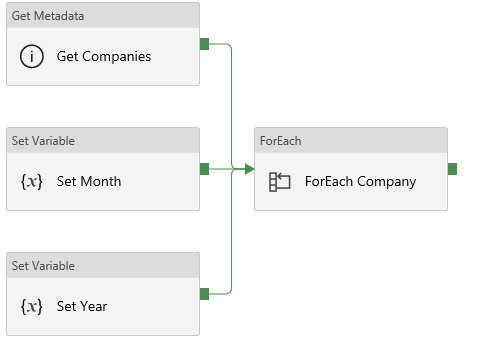 Get Metadata
Get Companies
Set Variable
{x} Set Month
ForEach
ForEach Company
Set Variable
{x} Set Year